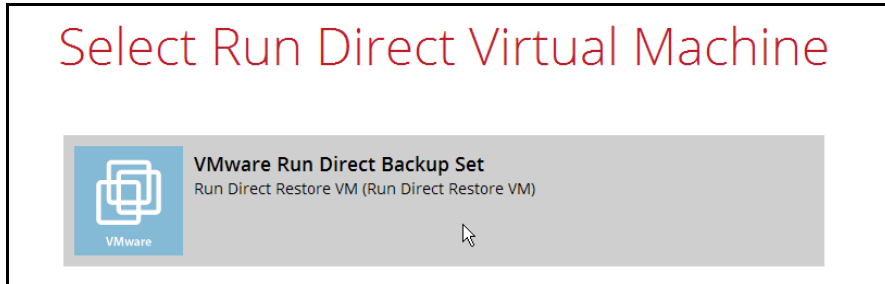 Select Run Direct Virtual Machine
VMware Run Direct Backup Set
Run Direct Restore VM (Run Direct Restore VM)
VMware